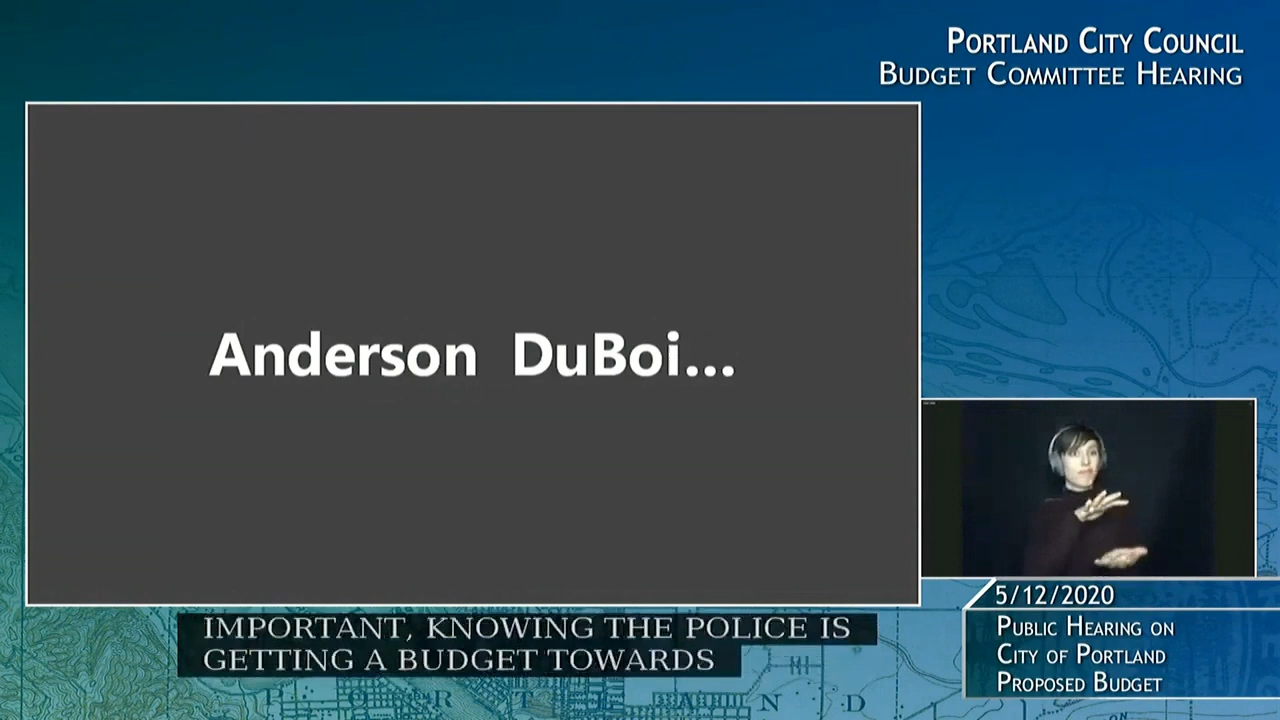 PORTLAND CITY COUNCIL
BUDGET COMMITTEE HEARING
Anderson DuBoi...
5/12/2020
PUBLIC HEARING ON
CITY OF PORTLAND
PROPOSED BUDGET
IMPORTANT, KNOWING THE POLICE IS
GETTING A BUDGET TOWARDS
P O R T L A N D